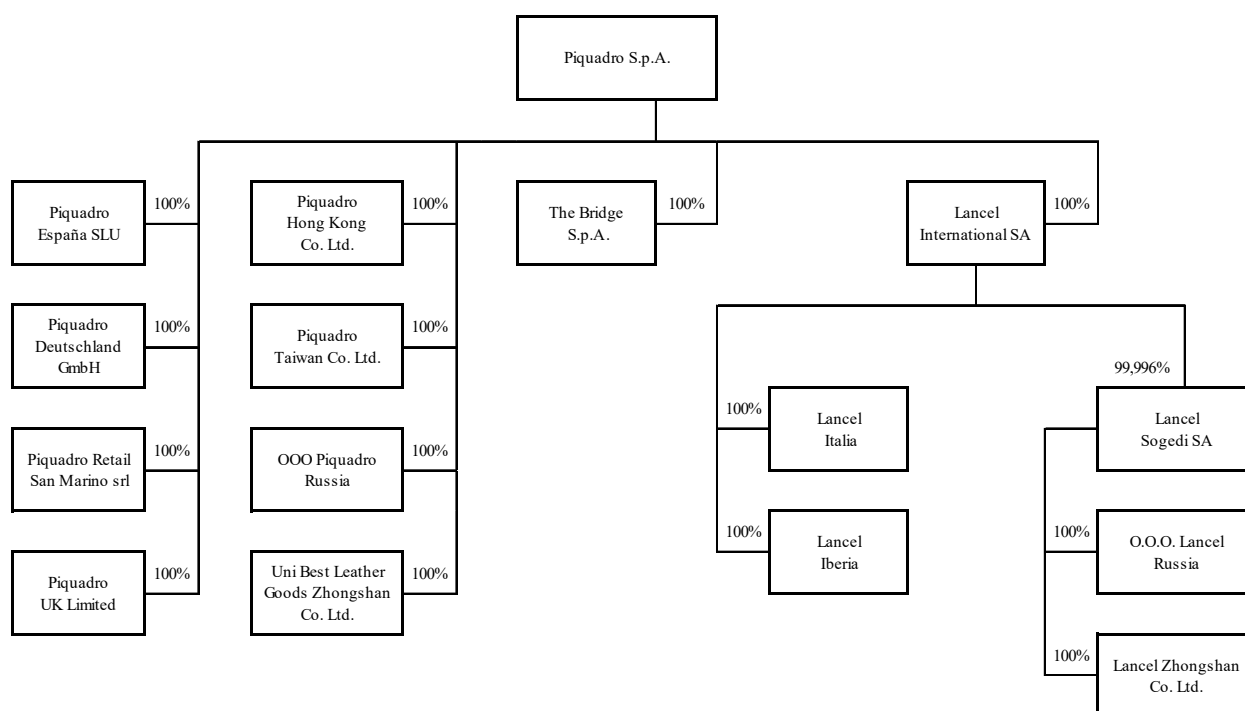 Piquadro S.p.A.
Piquadro
España SLU
100%
Piquadro
Hong Kong
Co. Ltd.
100%
The Bridge
S.p.A.
100%
Lancel
International SA
100%
Piquadro
Deutschland
GmbH
100%
Piquadro
Taiwan Co. Ltd.
100%
99,996%
100%
Lancel
Italia
Lancel
Sogedi SA
Piquadro Retail
San Marino srl
100%
OOO Piquadro
Russia
100%
100%
Lancel
Iberia
100%
O.O.O. Lancel
Russia
Piquadro
UK Limited
100%
Uni Best Leather
Goods Zhongshan
Co. Ltd.
100%
100%
Lancel Zhongshan
Co. Ltd.